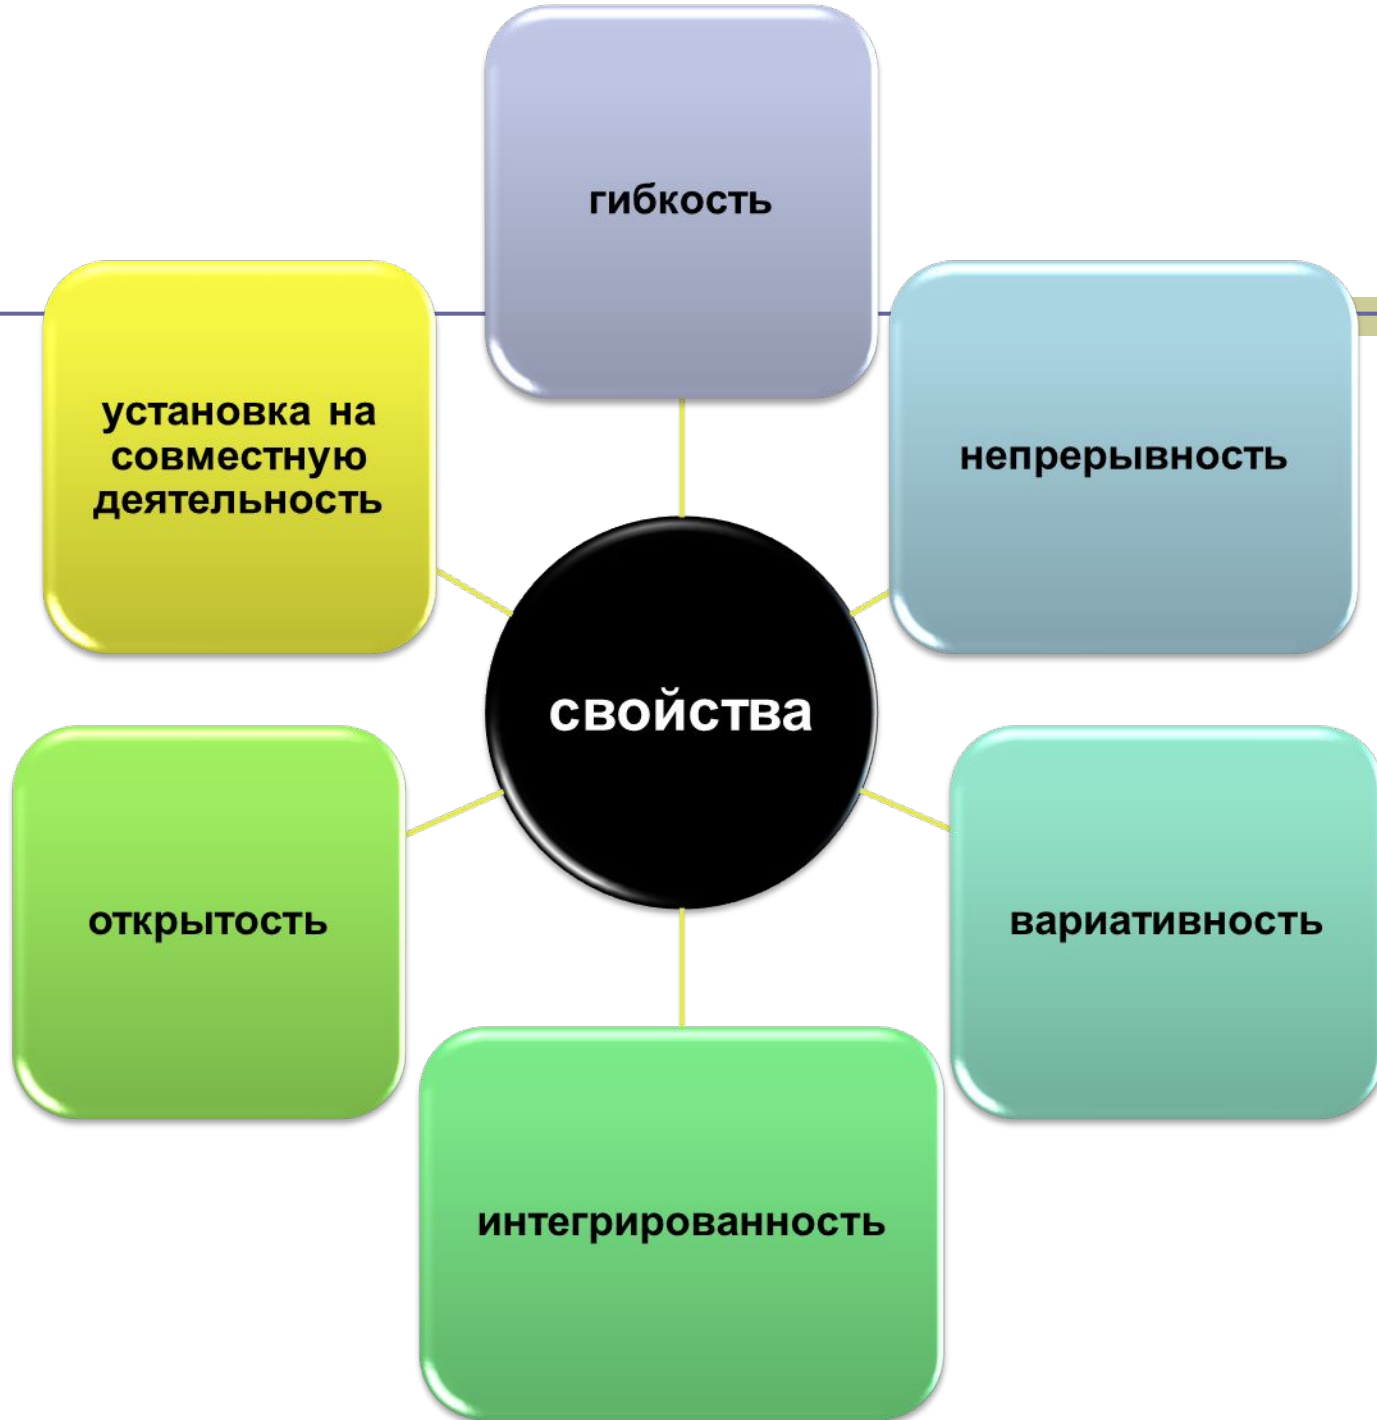 гибкость
установка на
совместную
деятельность
непрерывность
свойства
открытость
вариативность
интегрированность